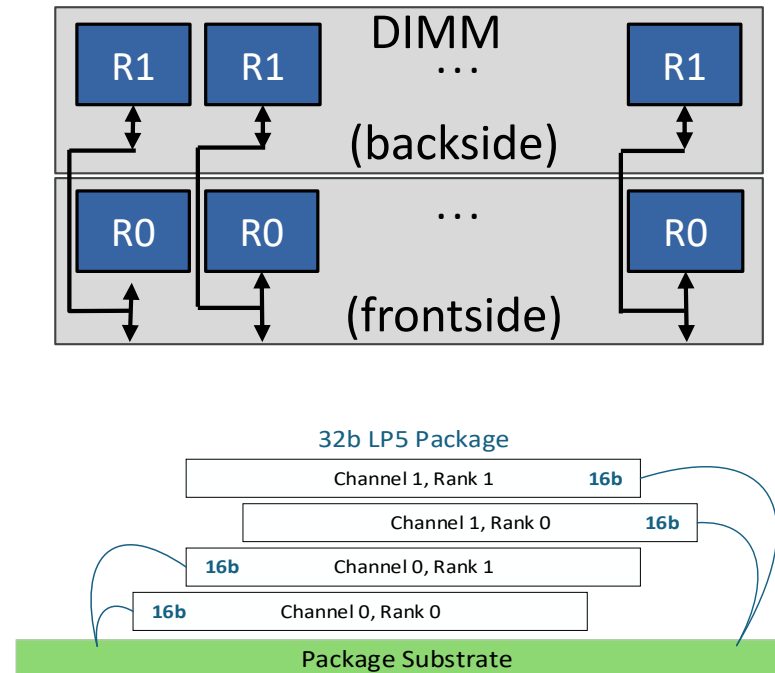 DIMM
R1 R1 ... R1
(backside)
R0 R0 ... R0
(frontside)
32b LP5 Package
Channel 1, Rank 1 16b
Channel 1, Rank 0 16b
16b Channel 0, Rank 1
16b Channel 0, Rank 0
Package Substrate